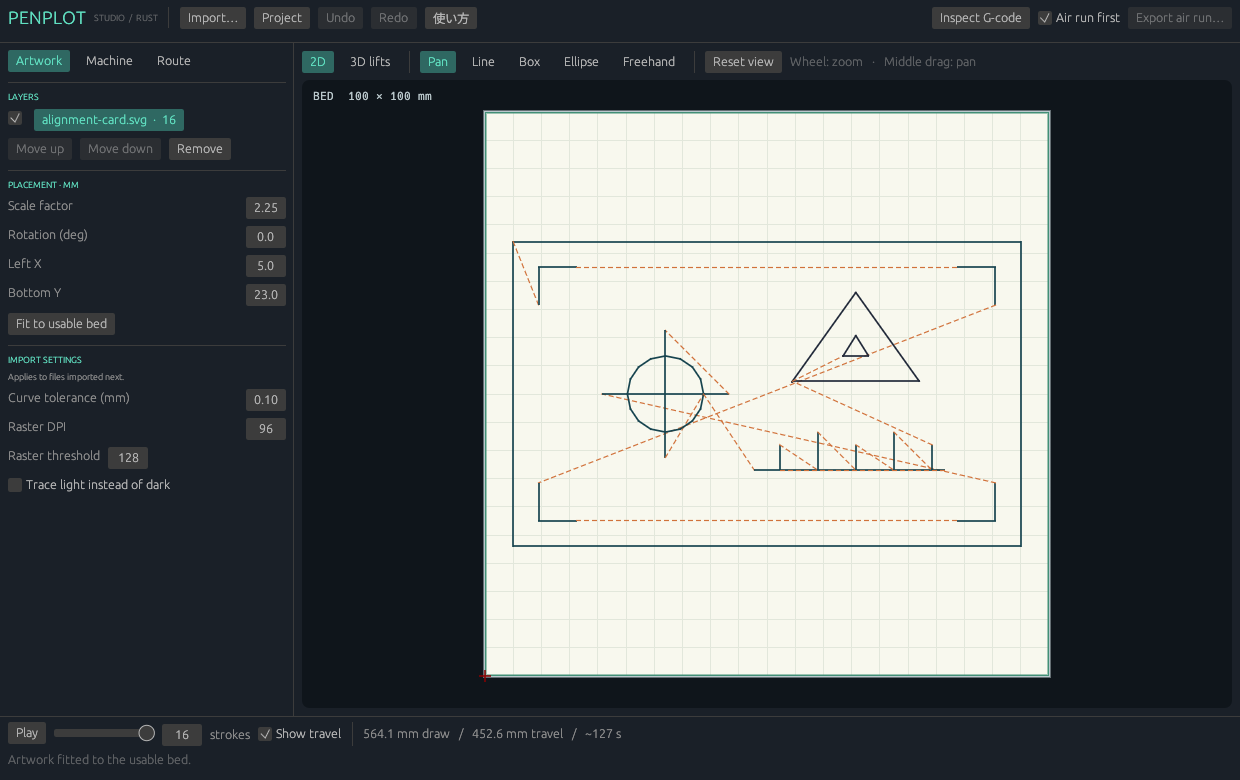 PENPLOT STUDIO / RUST Import... Project Undo Redo 使い方 Inspect G-code Air run first Export air run...
Artwork Machine Route
2D 3D lifts Pan Line Box Ellipse Freehand Reset view Wheel: zoom · Middle drag: pan
LAYERS
alignment-card.svg · 16
Move up Move down Remove
PLACEMENT · MM
Scale factor 2.25
Rotation (deg) 0.0
Left X 5.0
Bottom Y 23.0
Fit to usable bed
IMPORT SETTINGS
Applies to files imported next.
Curve tolerance (mm) 0.10
Raster DPI 96
Raster threshold 128
Trace light instead of dark
BED 100 × 100 mm
Play 16 strokes Show travel 564.1 mm draw / 452.6 mm travel / ~127 s
Artwork fitted to the usable bed.